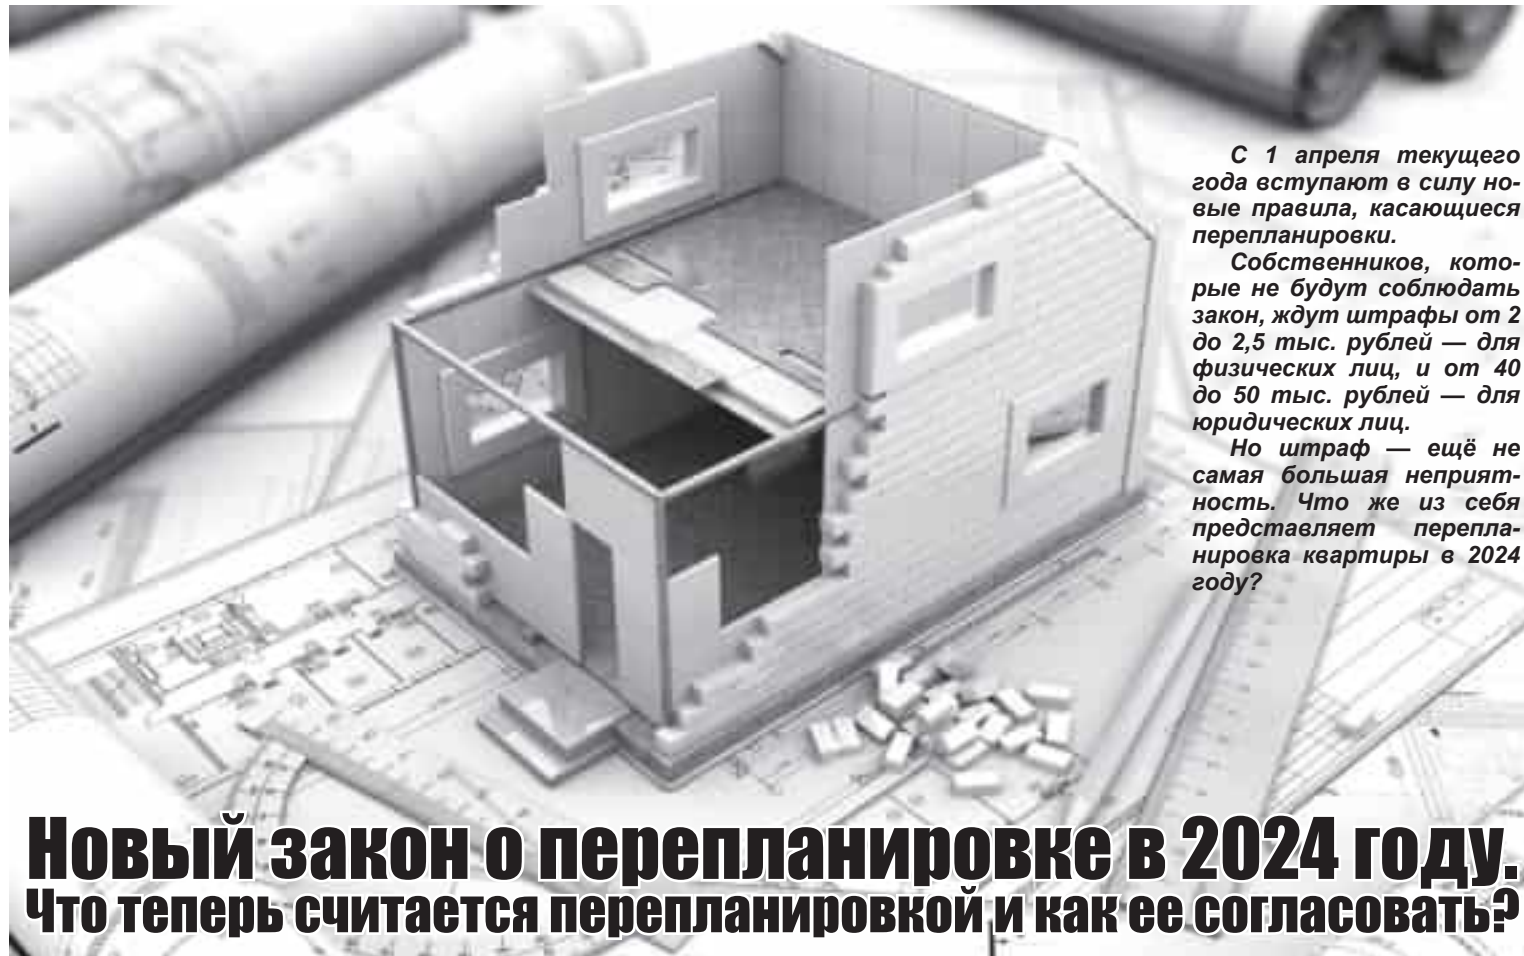 С 1 апреля текущего
года вступают в силу но-
вые правила, касающиеся
перепланировки.
Собственников, кото-
рые не будут соблюдать
закон, ждут штрафы от 2
до 2,5 тыс. рублей — для
физических лиц, и от 40
до 50 тыс. рублей — для
юридических лиц.
Но штраф — ещё не
самая большая неприят-
ность. Что же из себя
представляет перепла-
нировка квартиры в 2024
году?
Новый закон о перепланировке в 2024 году.
Что теперь считается перепланировкой и как ее согласовать?